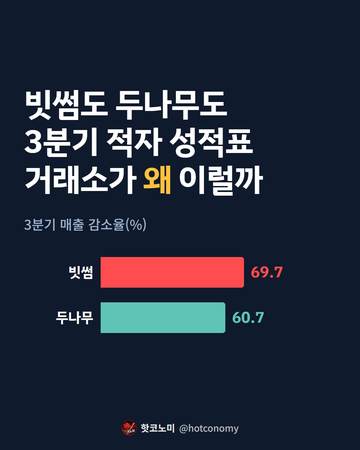 빗썸도 두나무도
3분기 적자 성적표
거래소가 왜 이럴까
3분기 매출 감소율(%)
빗썸 69.7
두나무 60.7
핫코노미 @hotconomy